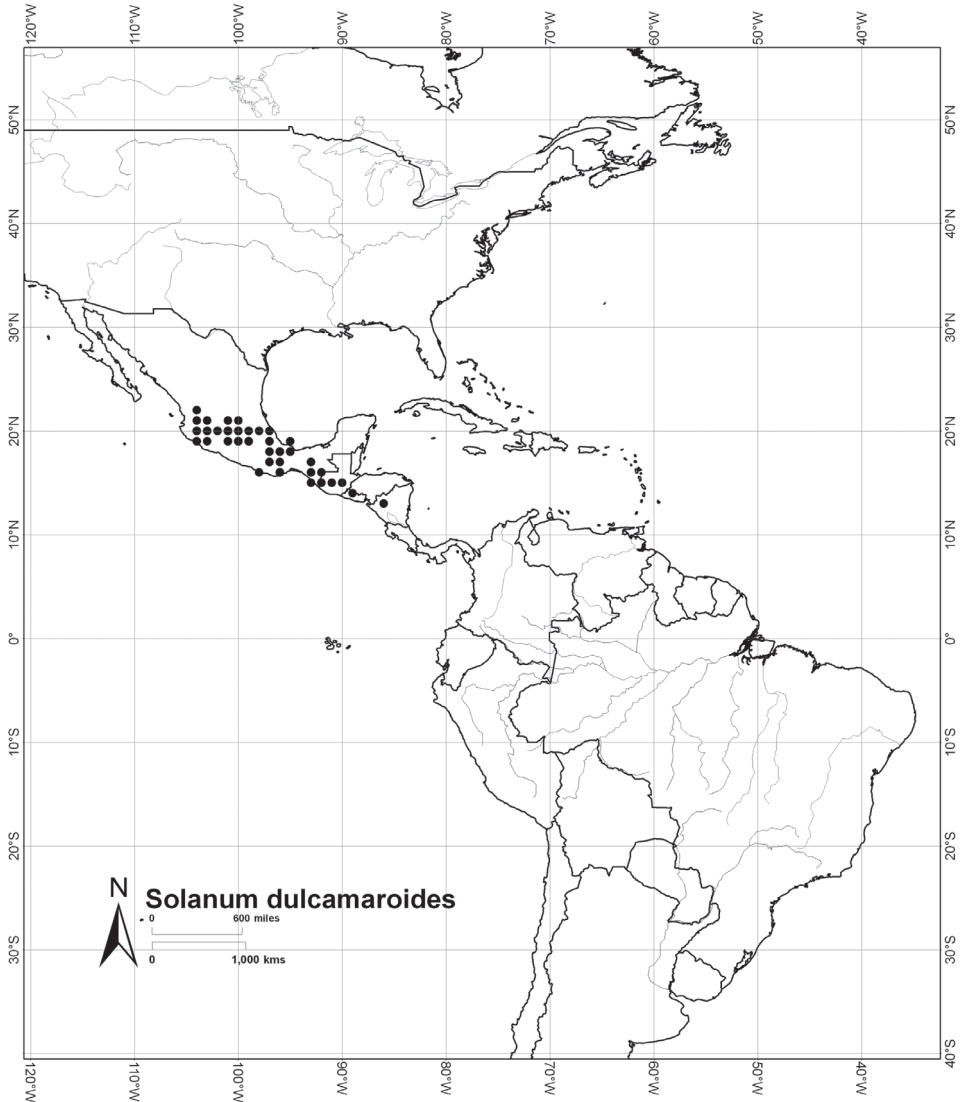 120°W 110°W 100°W 90°W 80°W 70°W 60°W 50°W 40°W
50°N 50°N
40°N 40°N
30°N 30°N
20°N 20°N
10°N 10°N
0° 0°
10°S 10°S
20°S 20°S
N
Solanum dulcamaroides
0 600 miles
0 1,000 kms
30°S 30°S
40°S
120°W 110°W 100°W 90°W 80°W 70°W 60°W 50°W 40°W